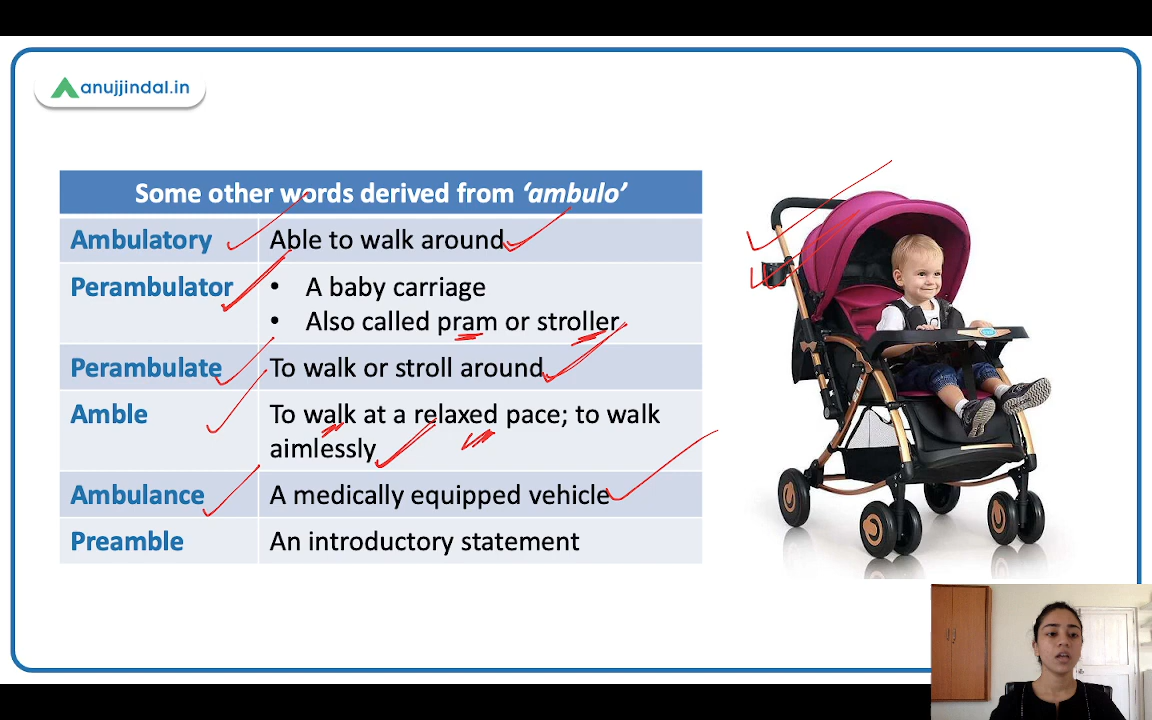 anujjindal.in
Some other words derived from ‘ambulo’
Ambulatory Able to walk around
Perambulator • A baby carriage
• Also called pram or stroller
Perambulate To walk or stroll around
Amble To walk at a relaxed pace; to walk
aimlessly
Ambulance A medically equipped vehicle
Preamble An introductory statement